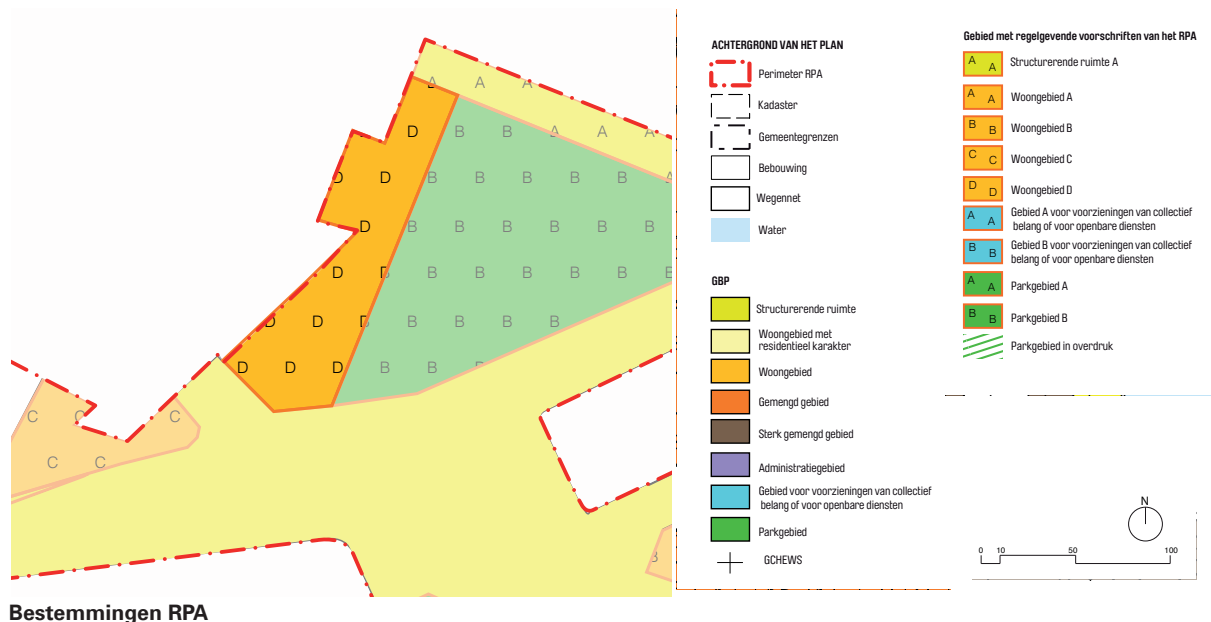 A A A
D B B A A A
D D B B B B B A
D B B B B B B
D D B B B B B B
D D D B B B B
D D D B B B
C C C
C C
B
ACHTERGROND VAN HET PLAN
Perimeter RPA
Kadaster
Gemeentegrenzen
Bebouwing
Wegennet
Water
GBP
Structurerende ruimte
Woongebied met
residentieel karakter
Woongebied
Gemengd gebied
Sterk gemengd gebied
Administratiegebied
Gebied voor voorzieningen van collectief
belang of voor openbare diensten
Parkgebied
GCHEWS
Gebied met regelgevende voorschriften van het RPA
A A Structurerende ruimte A
A A Woongebied A
B B Woongebied B
C C Woongebied C
D D Woongebied D
A A Gebied A voor voorzieningen van collectief
belang of voor openbare diensten
B B Gebied B voor voorzieningen van collectief
belang of voor openbare diensten
A A Parkgebied A
B B Parkgebied B
Parkgebied in overdruk
N
0 10 50 100
Bestemmingen RPA